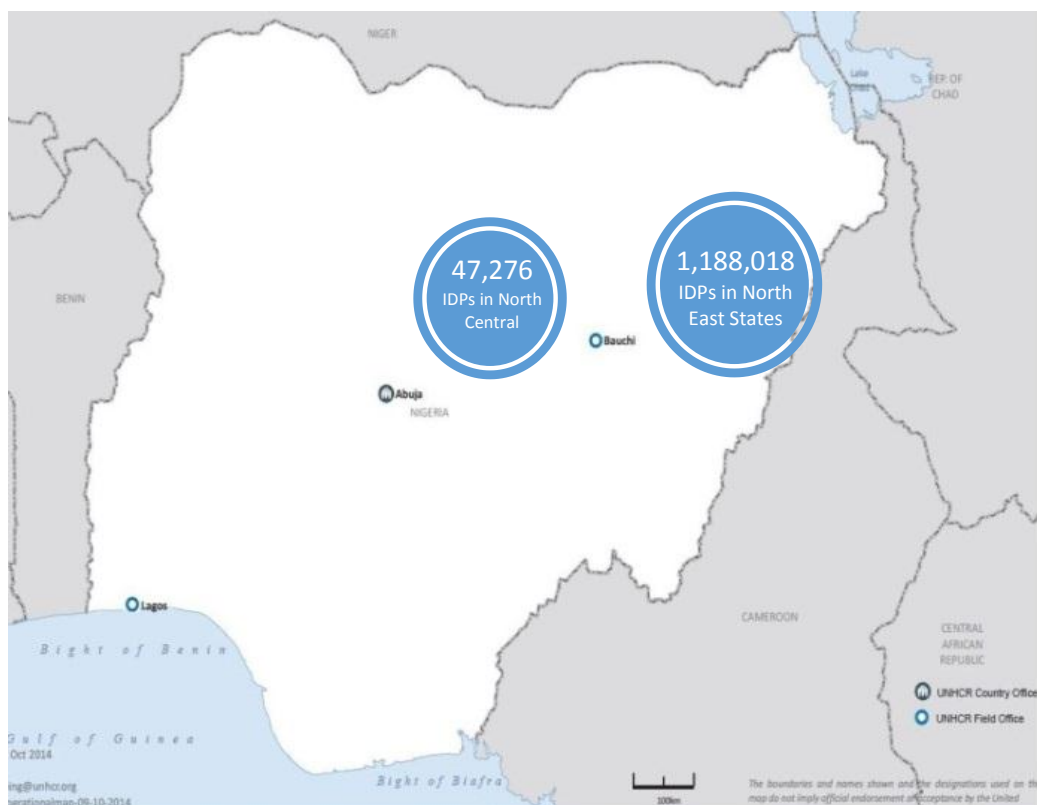 NIGER
Lake
REP. OF
CHAD
47,276
IDPs in North
Central
1,188,018
IDPs in North
East States
BENIN
Bauchi
Abuja
NIGERIA
Lagos
Bight of Benin
CAMEROON
CENTRAL
AFRICAN
REPUBLIC
UNHCR Country Office
UNHCR Field Office
Gulf of Guinea
Oct 2014
ing@unhcr.org
Bight of Biafra
100km
The boundaries and names shown and the designations used on
map do not imply official endorsement or acceptance by the United